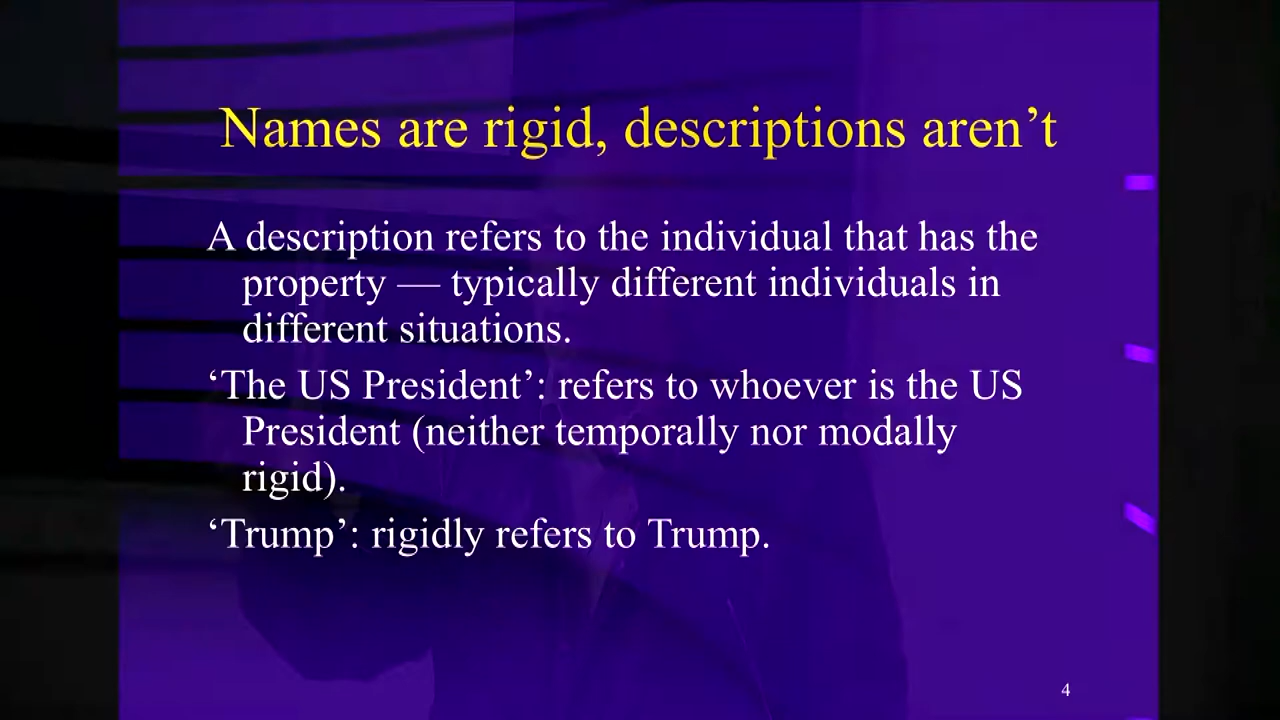 Names are rigid, descriptions aren’t
A description refers to the individual that has the
property — typically different individuals in
different situations.
‘The US President’: refers to whoever is the US
President (neither temporally nor modally
rigid).
‘Trump’: rigidly refers to Trump.
4